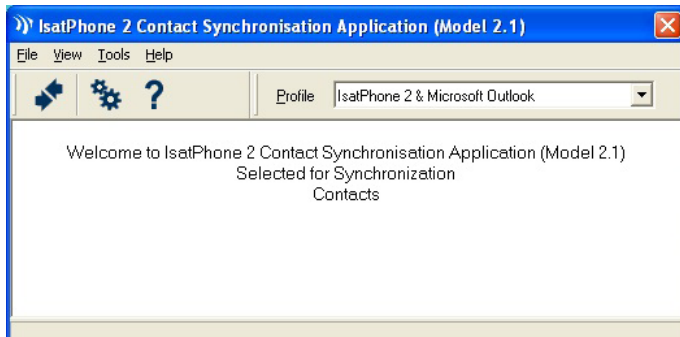 IsatPhone 2 Contact Synchronisation Application (Model 2.1)
File View Tools Help
Profile IsatPhone 2 & Microsoft Outlook
Welcome to IsatPhone 2 Contact Synchronisation Application (Model 2.1)
Selected for Synchronization
Contacts